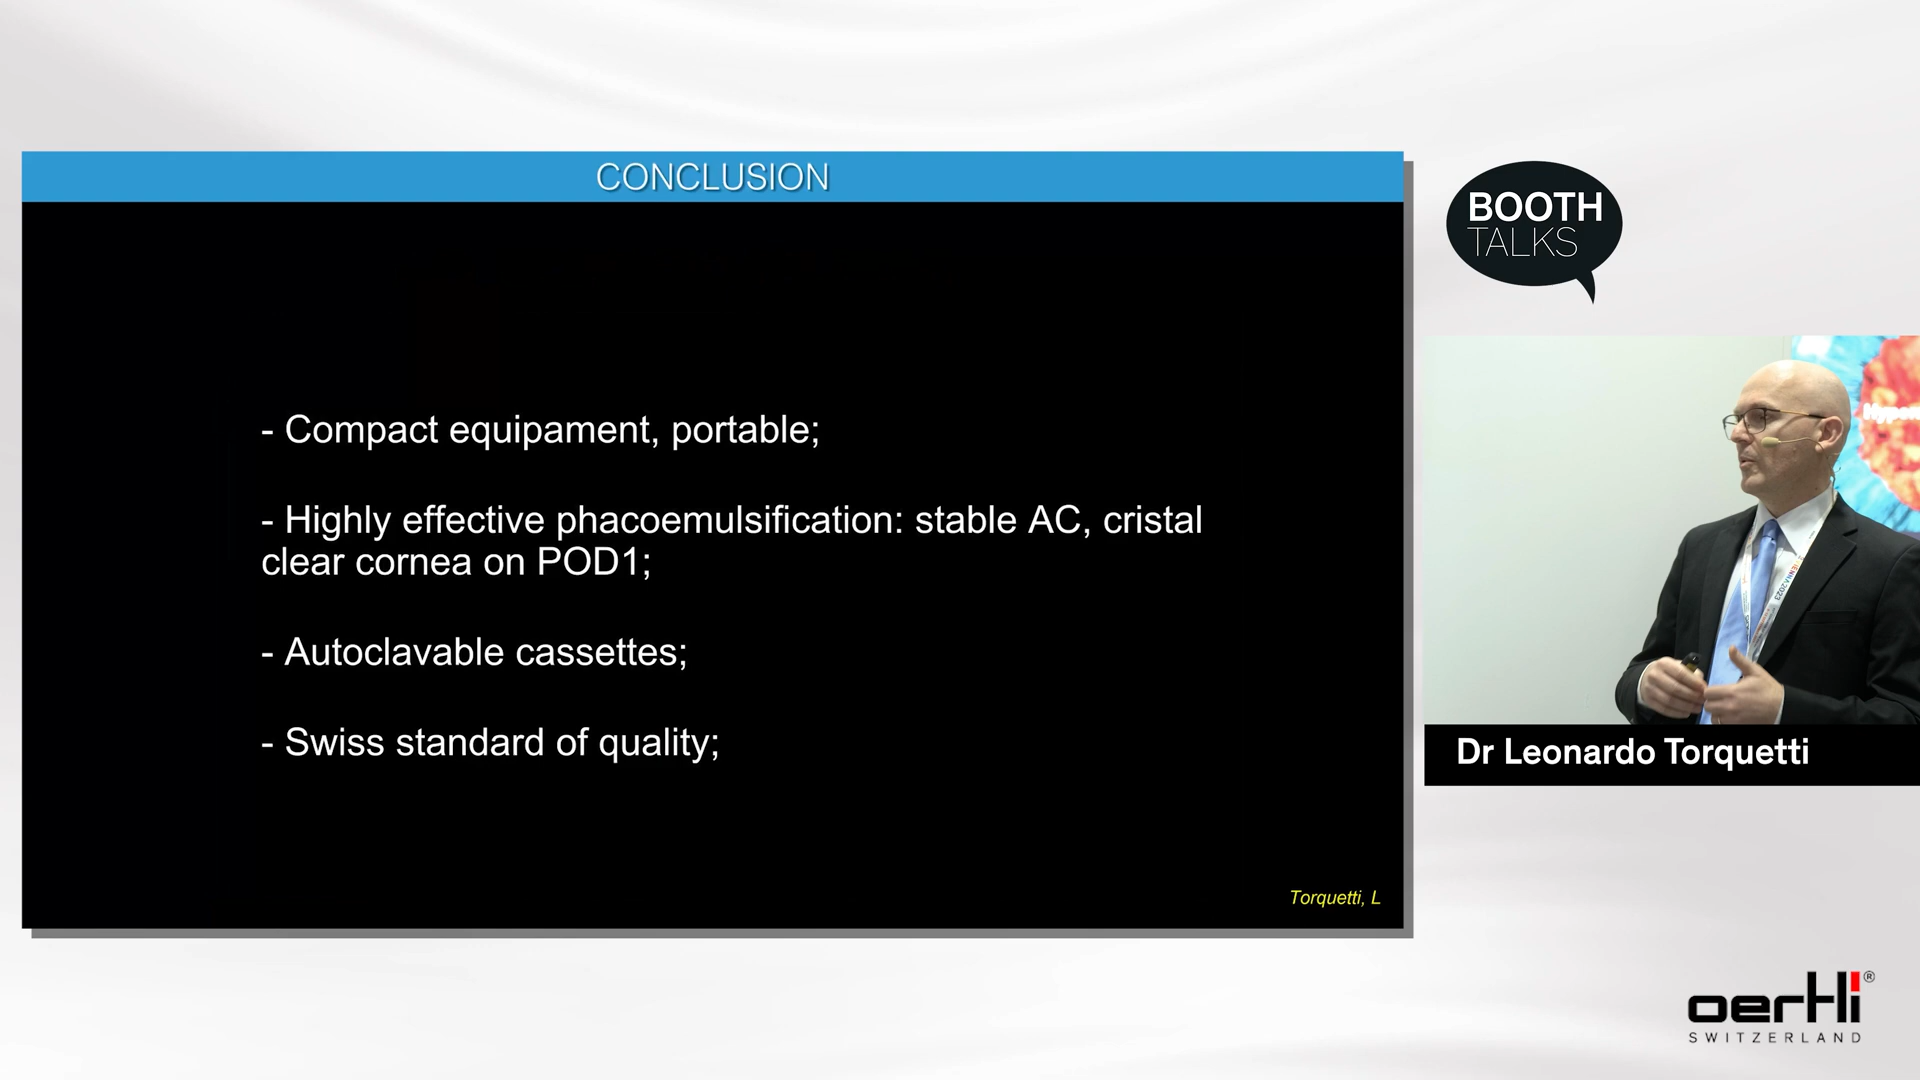 CONCLUSION
- Compact equipament, portable;
- Highly effective phacoemulsification: stable AC, cristal
clear cornea on POD1;
- Autoclavable cassettes;
- Swiss standard of quality;
Torquetti, L
BOOTH
TALKS
Dr Leonardo Torquetti
oertli®
SWITZERLAND